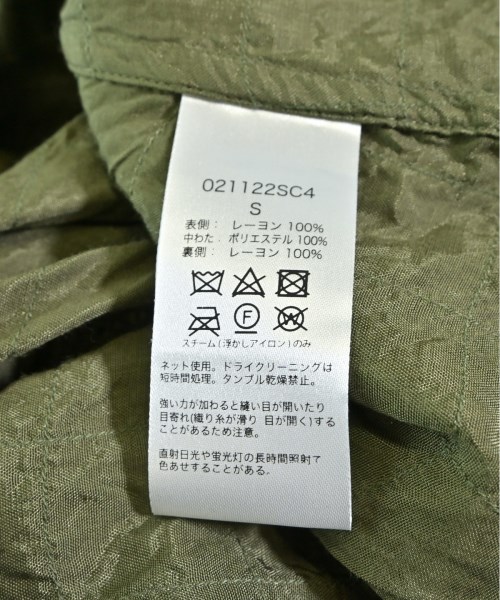 021122SC4
S
表側： レーヨン 100%
中わた： ポリエステル 100%
裏側： レーヨン 100%
F
W
スチーム(浮かしアイロン)のみ
ネット使用。ドライクリーニングは
短時間処理。タンブル乾燥禁止。
強い力が加わると縫い目が開いたり
目寄れ(織り糸が滑り 目が開く)する
ことがあるため注意。
直射日光や蛍光灯の長時間照射で
色あせすることがある。